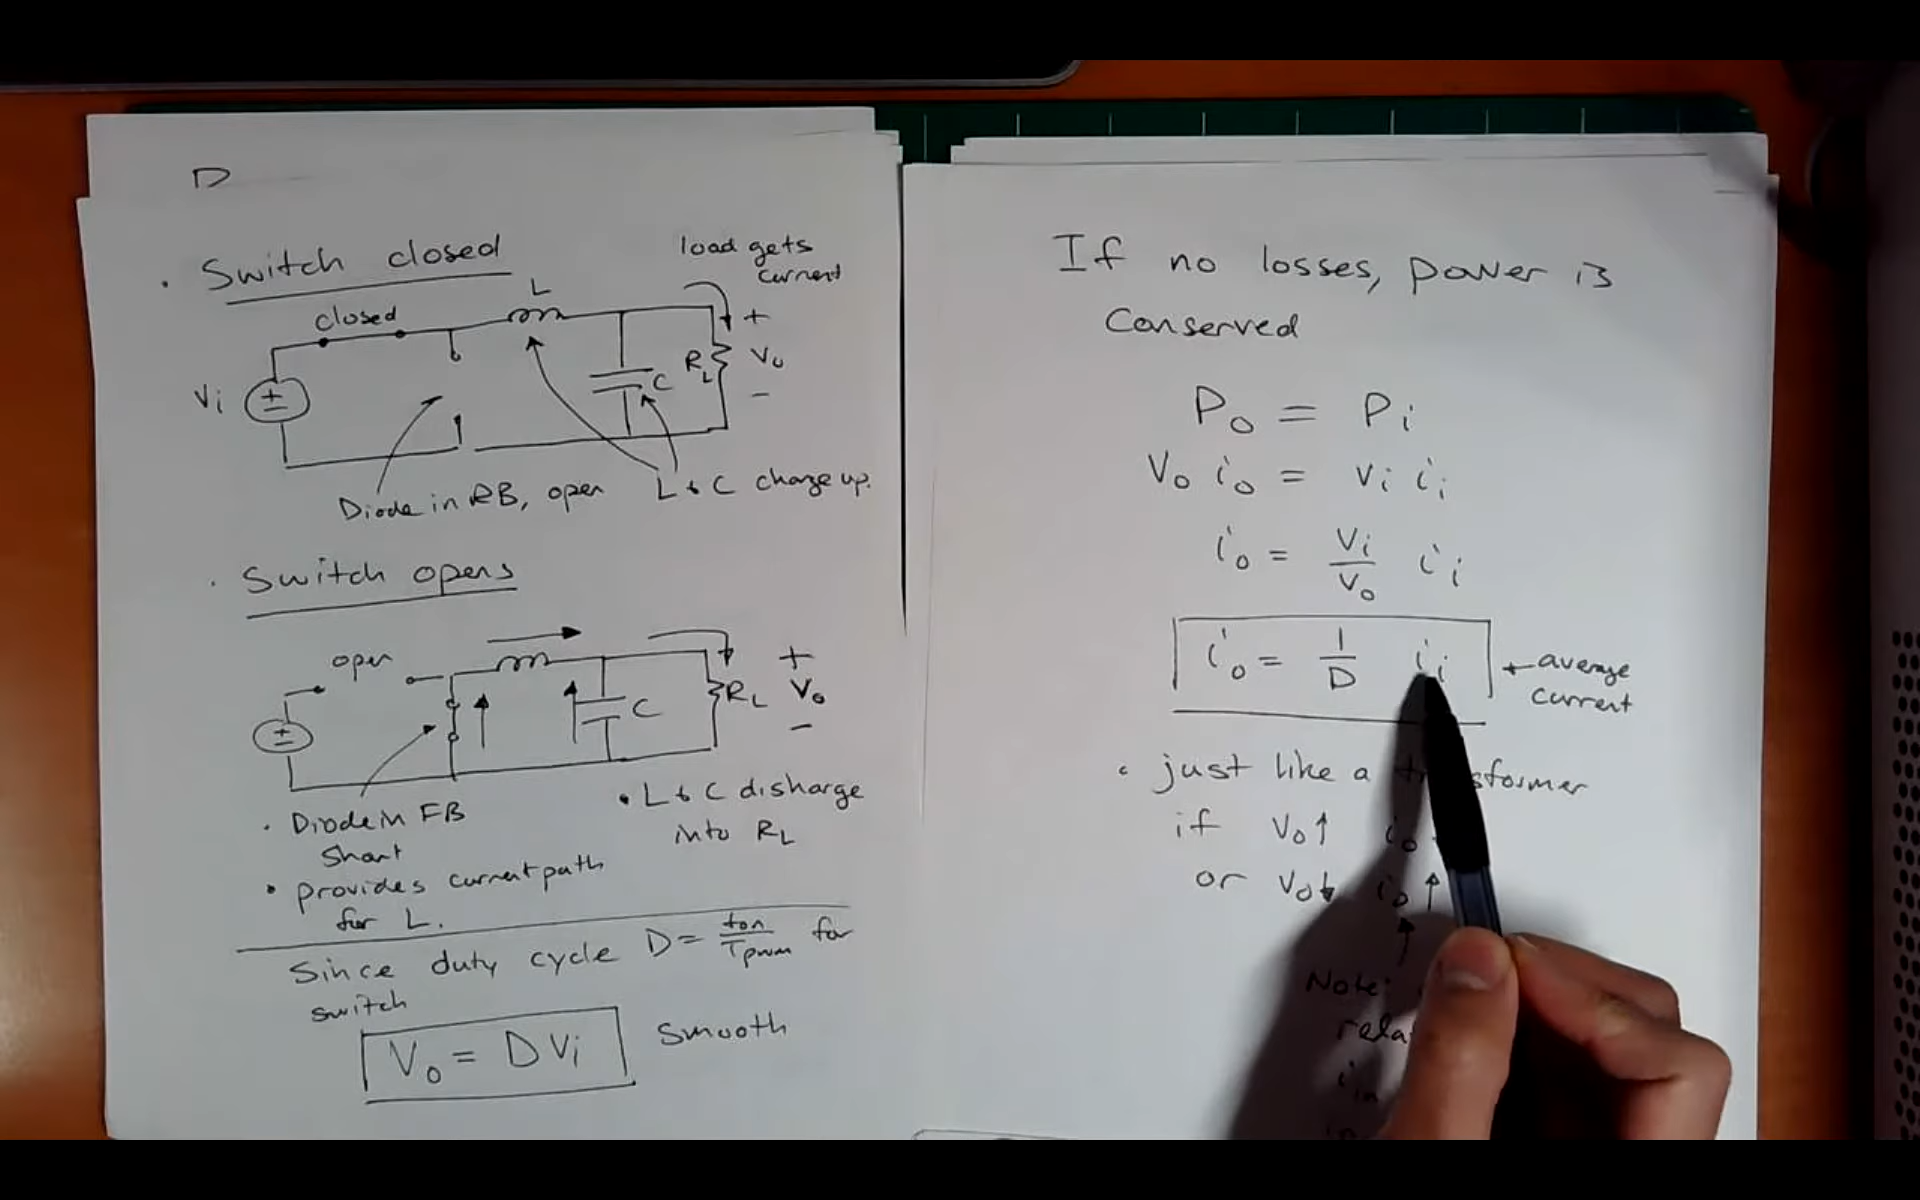 D
· Switch closed
load gets
current
closed
L
+
Vi
±
C
RL
Vo
-
Diode in RB, open
L & C charge up.
· Switch opens
open
+
±
C
RL
Vo
-
· Diode in FB
short
• provides current path
for L.
• L & C disharge
into RL
Since duty cycle D = ton/Tpwm for
switch
Vo = D Vi
smooth
If no losses, power is
conserved
Po = Pi
Vo io = Vi ii
io = Vi/Vo ii
io = 1/D ii
← average
current
• just like a
sformer
if Vo↑ io
or Vo↓ io ↑
Note:
iin